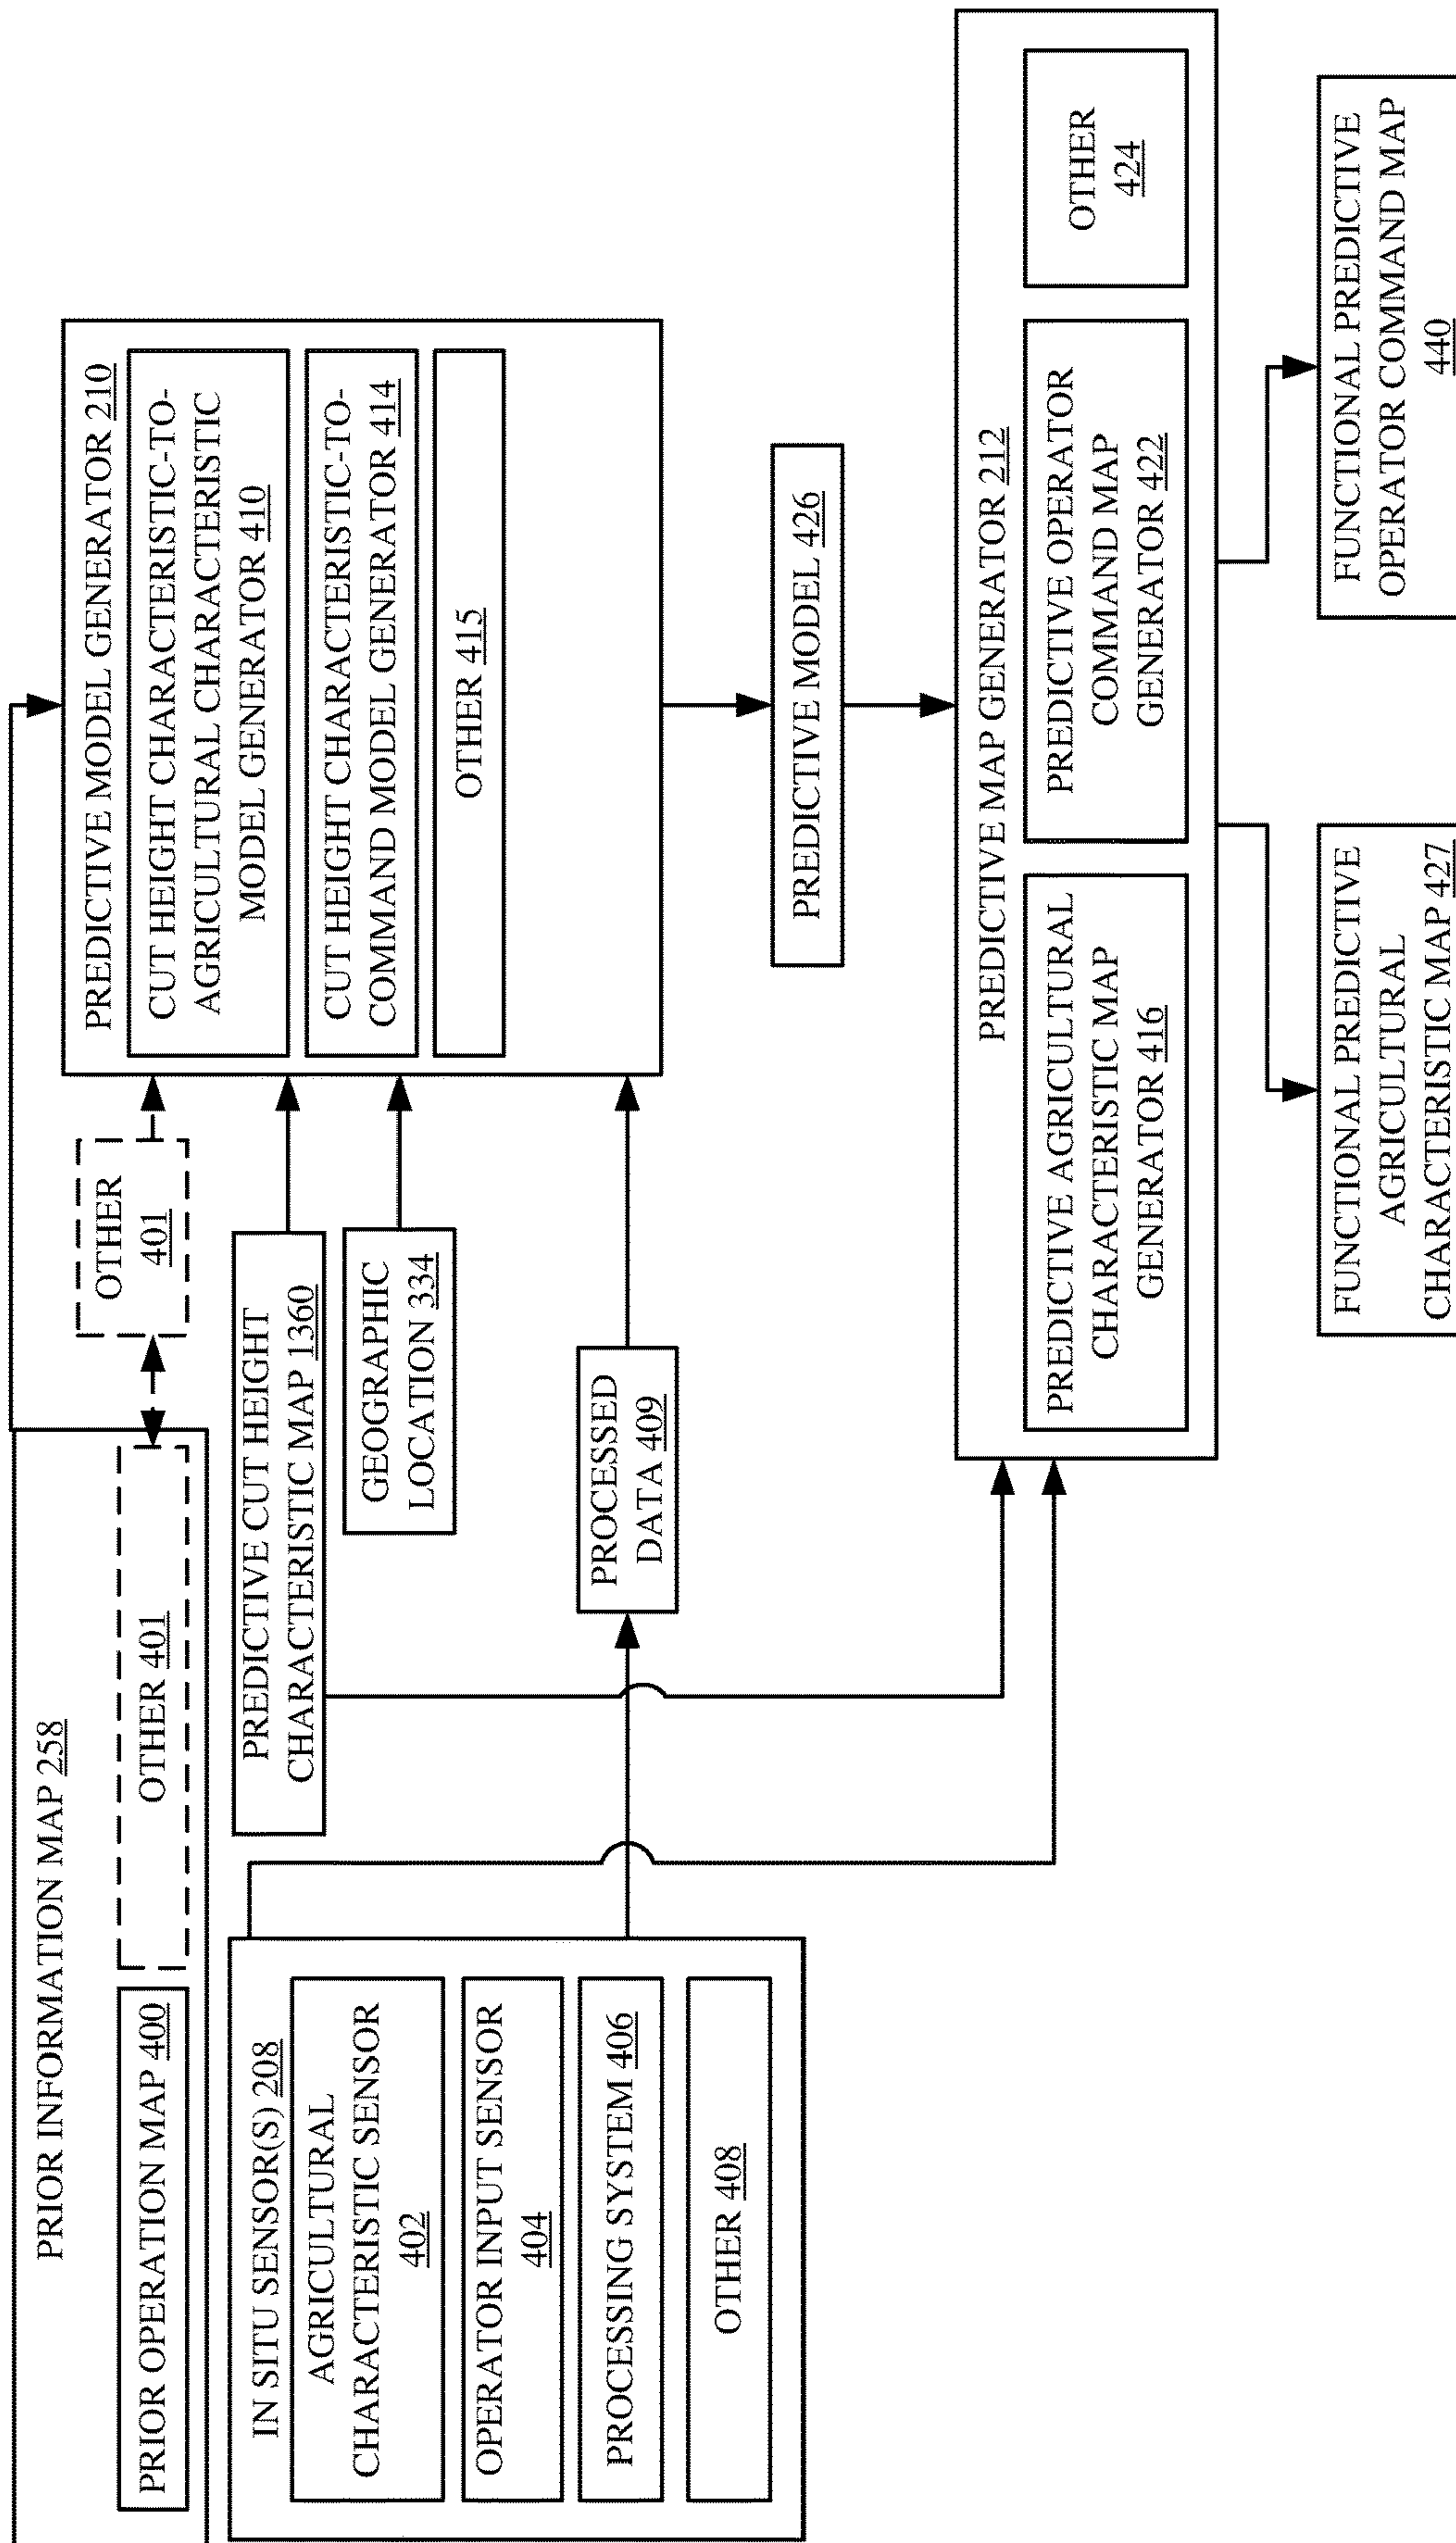 PRIOR INFORMATION MAP 258
PRIOR OPERATION MAP 400
OTHER 401
OTHER
401
IN SITU SENSOR(S) 208
AGRICULTURAL
CHARACTERISTIC SENSOR
402
OPERATOR INPUT SENSOR
404
PROCESSING SYSTEM 406
OTHER 408
PREDICTIVE CUT HEIGHT
CHARACTERISTIC MAP 1360
GEOGRAPHIC
LOCATION 334
PROCESSED
DATA 409
PREDICTIVE MODEL GENERATOR 210
CUT HEIGHT CHARACTERISTIC-TO-
AGRICULTURAL CHARACTERISTIC
MODEL GENERATOR 410
CUT HEIGHT CHARACTERISTIC-TO-
COMMAND MODEL GENERATOR 414
OTHER 415
PREDICTIVE MODEL 426
PREDICTIVE MAP GENERATOR 212
PREDICTIVE AGRICULTURAL
CHARACTERISTIC MAP
GENERATOR 416
PREDICTIVE OPERATOR
COMMAND MAP
GENERATOR 422
OTHER
424
FUNCTIONAL PREDICTIVE
AGRICULTURAL
CHARACTERISTIC MAP 427
FUNCTIONAL PREDICTIVE
OPERATOR COMMAND MAP
440